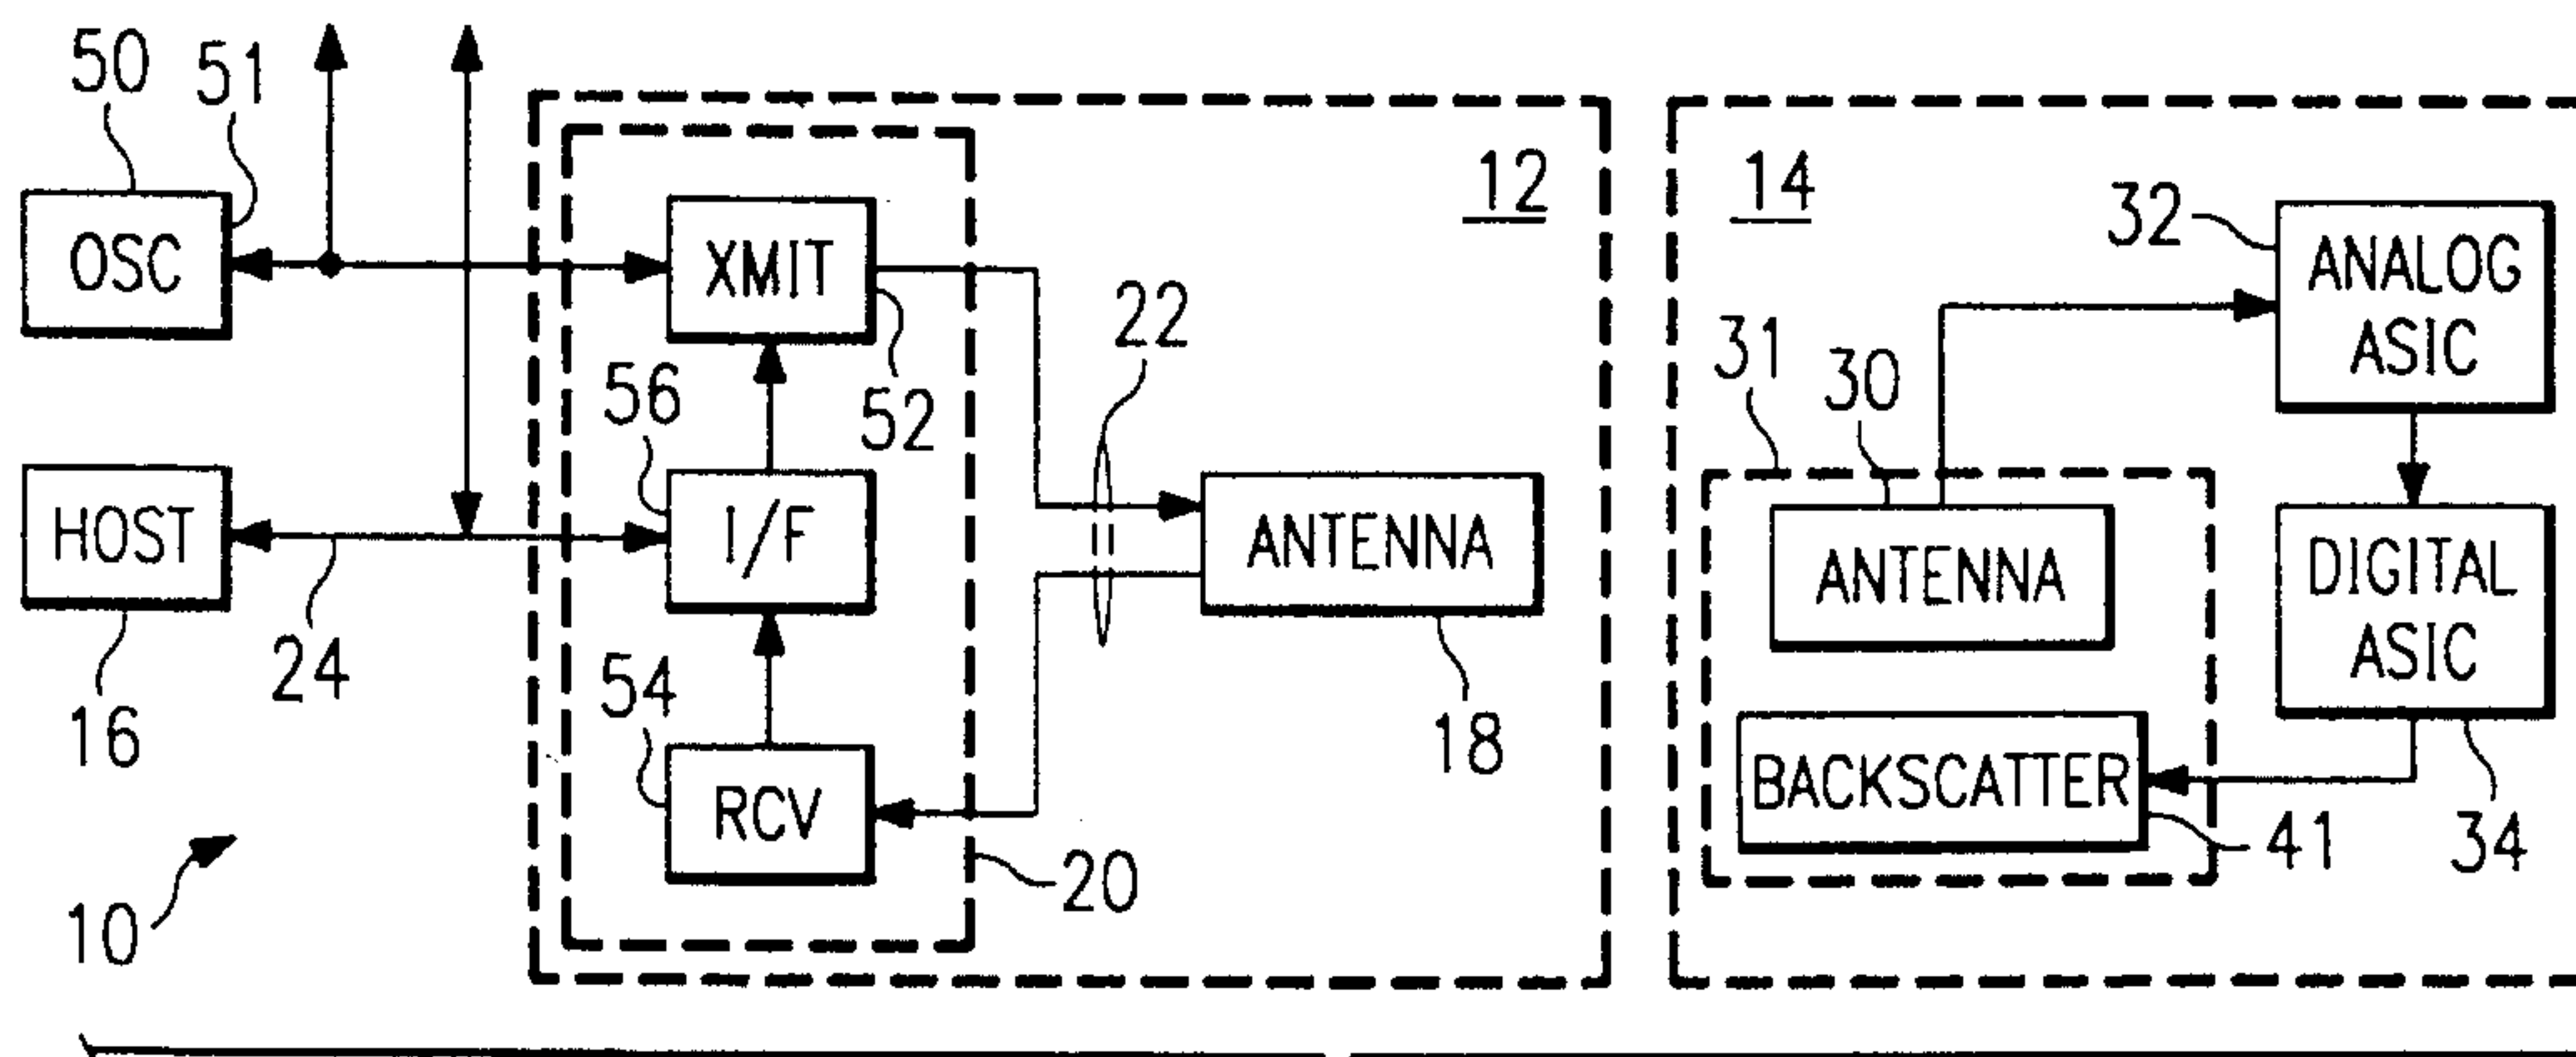 50
51
OSC
HOST
16
24
10
12
XMIT
52
56
I/F
54
RCV
20
22
ANTENNA
18
14
32
ANALOG
ASIC
31
30
ANTENNA
DIGITAL
ASIC
34
BACKSCATTER
41